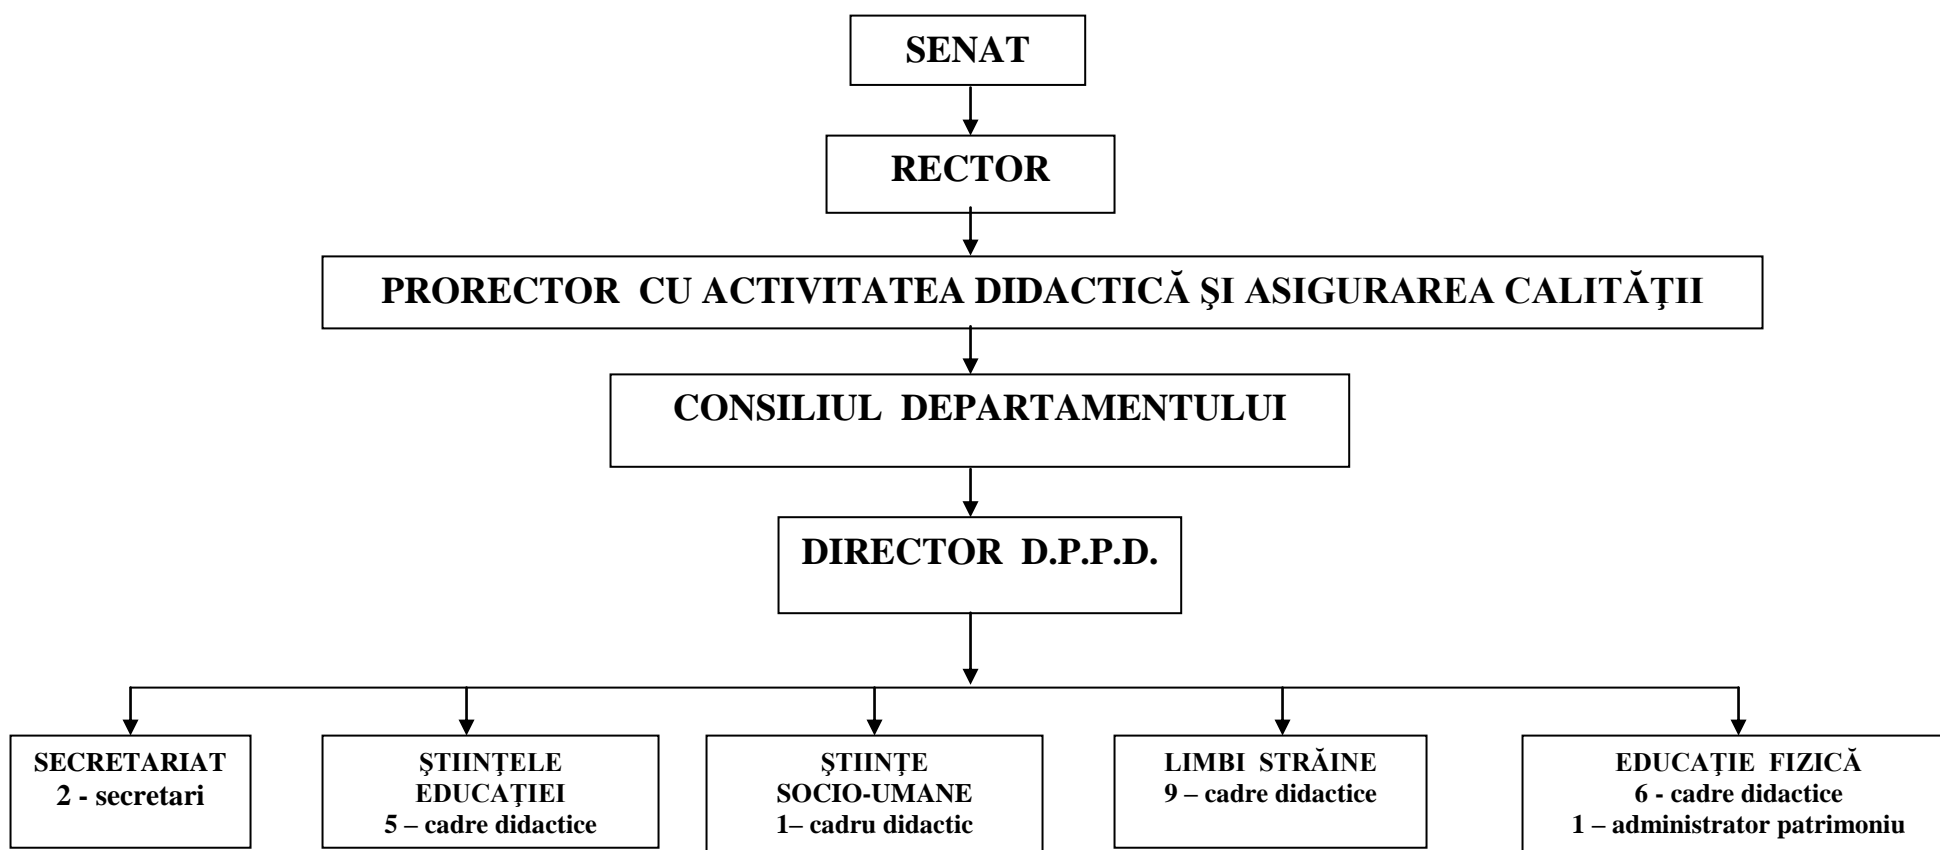 SENAT
RECTOR
PRORECTOR CU ACTIVITATEA DIDACTICĂ ŞI ASIGURAREA CALITĂŢII
CONSILIUL DEPARTAMENTULUI
DIRECTOR D.P.P.D.
SECRETARIAT
2 - secretari
ŞTIINŢELE
EDUCAŢIEI
5 – cadre didactice
ŞTIINŢE
SOCIO-UMANE
1– cadru didactic
LIMBI STRĂINE
9 – cadre didactice
EDUCAŢIE FIZICĂ
6 - cadre didactice
1 – administrator patrimoniu